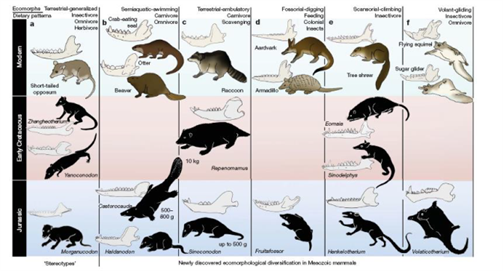 Ecomorphs Terrestrial-generalized Semiaquatic-swimming Terrestrial-ambulatory Fossorial-digging Scansorial-climbing Volant-gliding
Dietary patterns Insectivore Carnivore Carnivore Feeding Insectivore Insectivore
Omnivore Omnivore Scavenging Colonial Omnivore
Herbivore Insects
a b c d e f
Modern
Crab-eating seal
Aardvark
Flying squirrel
Otter
Tree shrew
Sugar glider
Short-tailed opossum
Beaver
Raccoon
Armadillo
Early Cretaceous
Zhangheotherium
Eomaia
Repenomamus
10 kg
Yanoconodon
Sinodelphys
Jurassic
Castorocauda
500–800 g
up to 500 g
Morganucodon
Haldanodon
Sinoconodon
Fruitafossor
Henkelotherium
Volaticotherium
'Stereotypes'
Newly discovered ecomorphological diversification in Mesozoic mammals